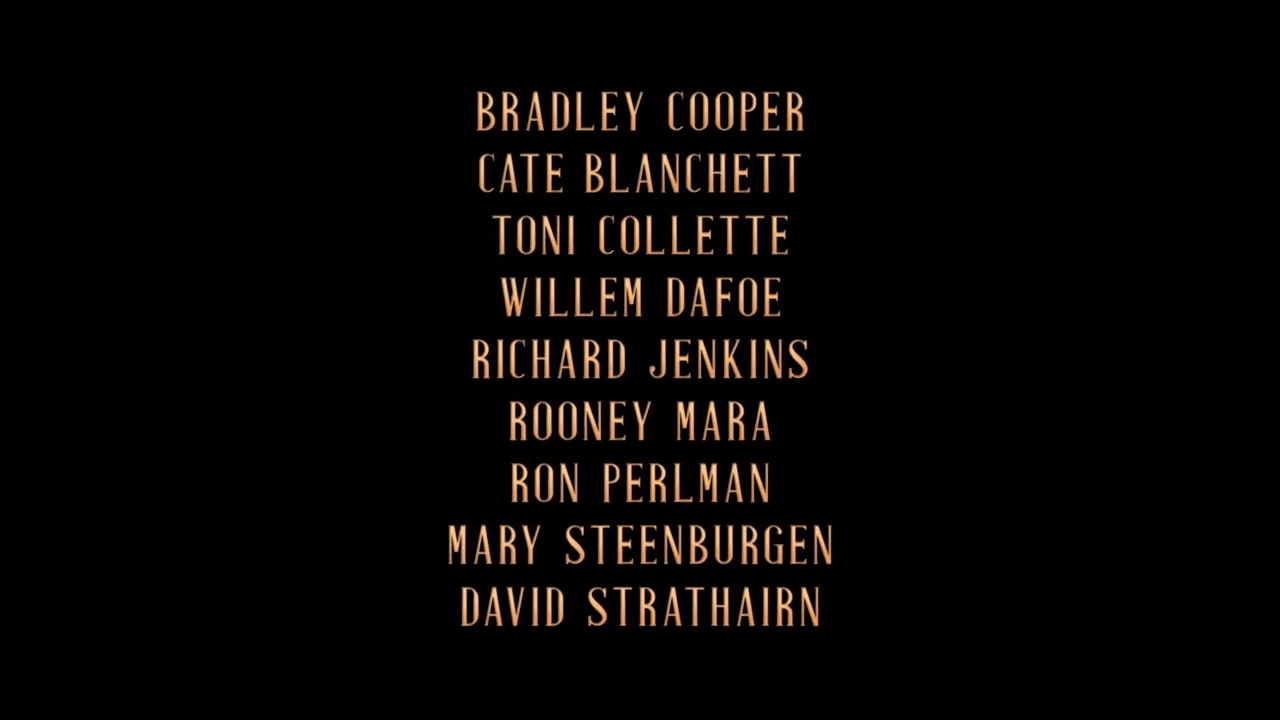 BRADLEY COOPER
CATE BLANCHETT
TONI COLLETTE
WILLEM DAFOE
RICHARD JENKINS
ROONEY MARA
RON PERLMAN
MARY STEENBURGEN
DAVID STRATHAIRN